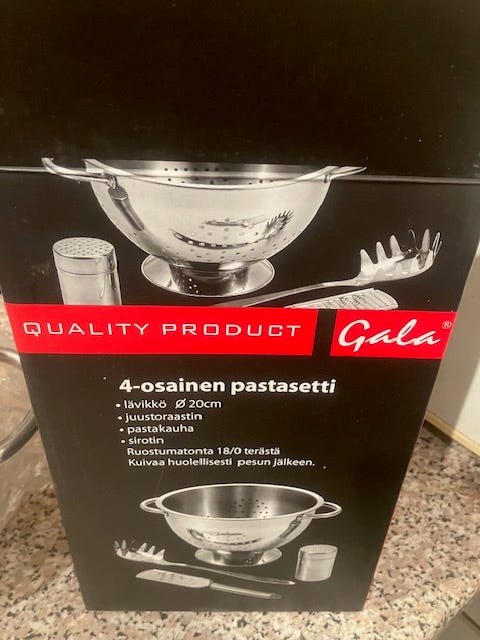 QUALITY PRODUCT
Gala®
4-osainen pastasetti
• lävikkö Ø 20cm
• juustoraastin
• pastakauha
• sirotin
Ruostumatonta 18/0 terästä
Kuivaa huolellisesti pesun jälkeen.